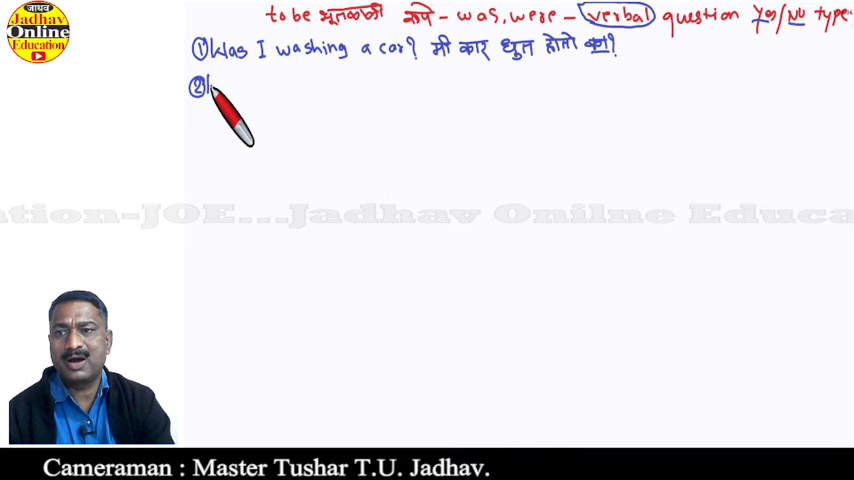 जाधव
Jadhav
Online
Education
to be भूतकाळी रूपे - was, were - verbal question Yes/No type
① Was I washing a car? मी कार धुत होतो का?
②
ation-JOE...Jadhav Onilne Educa
Cameraman : Master Tushar T.U. Jadhav.